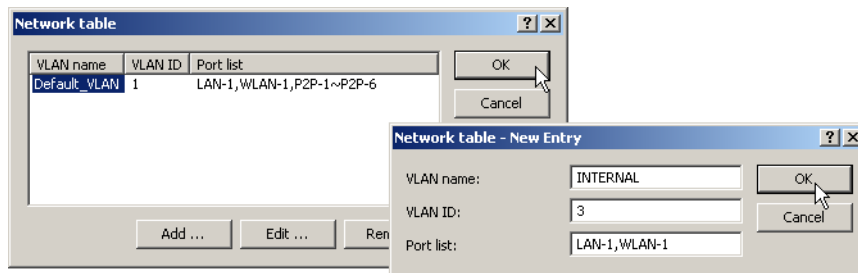 Network table
VLAN name VLAN ID Port list
Default_VLAN 1 LAN-1,WLAN-1,P2P-1~P2P-6
OK
Cancel
Add ... Edit ...
Network table - New Entry
VLAN name: INTERNAL
VLAN ID: 3
Port list: LAN-1,WLAN-1
OK
Cancel